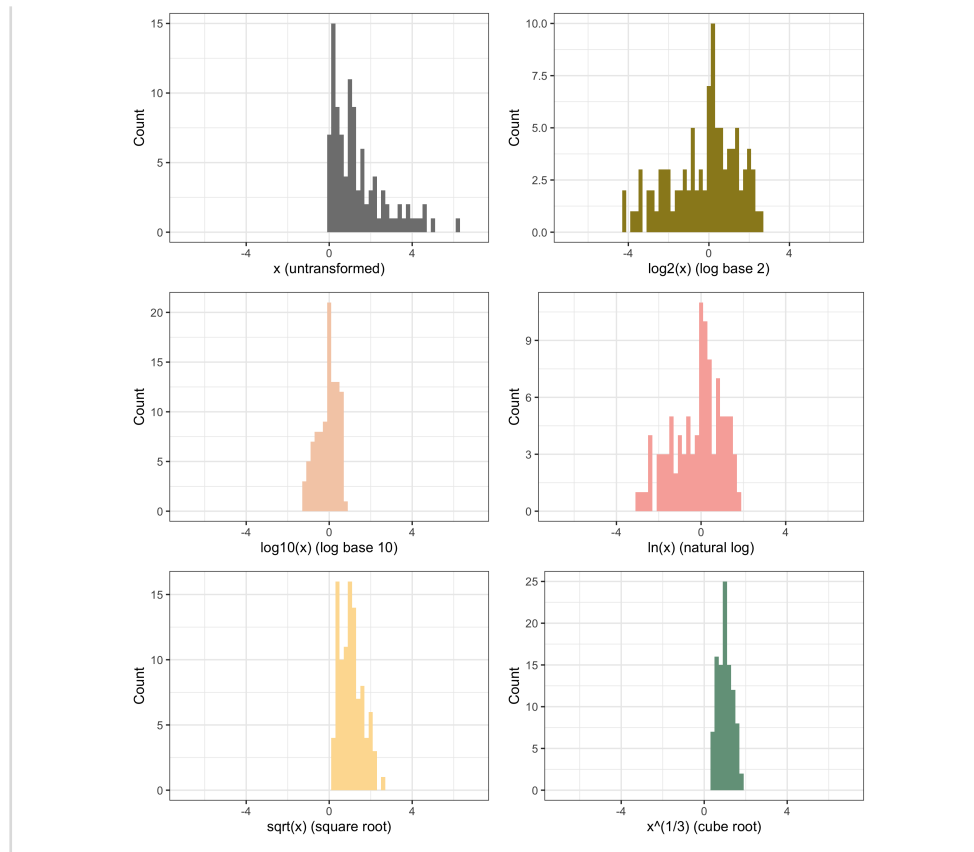 15
10
5
0
Count
-4 0 4
x (untransformed)
10.0
7.5
5.0
2.5
0.0
Count
-4 0 4
log2(x) (log base 2)
20
15
10
5
0
Count
-4 0 4
log10(x) (log base 10)
9
6
3
0
Count
-4 0 4
ln(x) (natural log)
15
10
5
0
Count
-4 0 4
sqrt(x) (square root)
25
20
15
10
5
0
Count
-4 0 4
x^(1/3) (cube root)